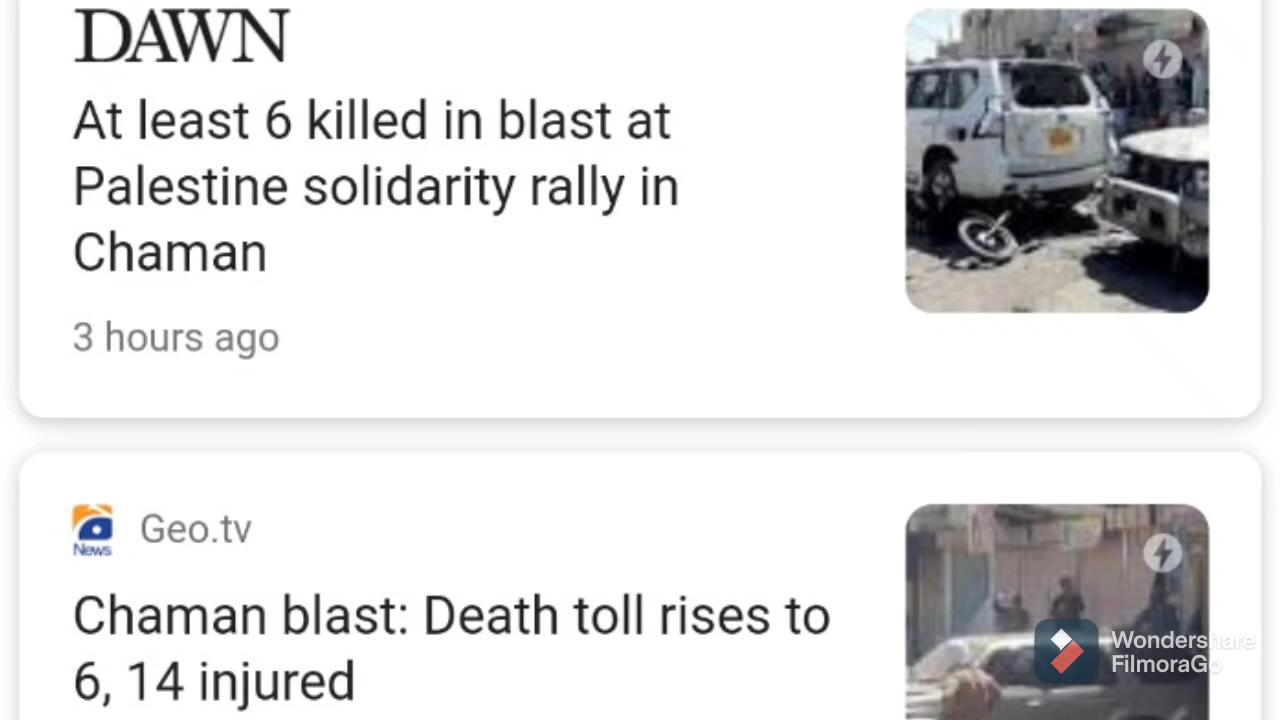 DAWN
At least 6 killed in blast at
Palestine solidarity rally in
Chaman
3 hours ago
News
Geo.tv
Chaman blast: Death toll rises to
6, 14 injured
Wondershare
FilmoraGo